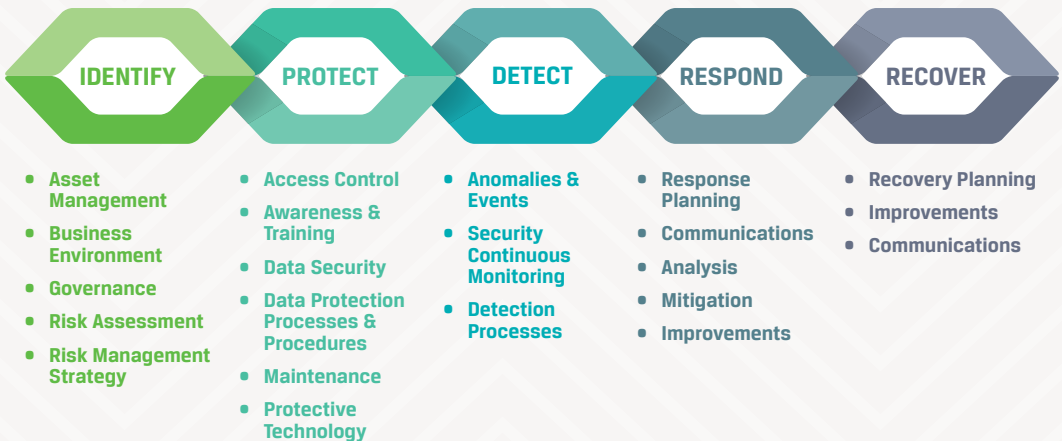 IDENTIFY
PROTECT
DETECT
RESPOND
RECOVER
• Asset
Management
• Business
Environment
• Governance
• Risk Assessment
• Risk Management
Strategy
• Access Control
• Awareness &
Training
• Data Security
• Data Protection
Processes &
Procedures
• Maintenance
• Protective
Technology
• Anomalies &
Events
• Security
Continuous
Monitoring
• Detection
Processes
• Response
Planning
• Communications
• Analysis
• Mitigation
• Improvements
• Recovery Planning
• Improvements
• Communications